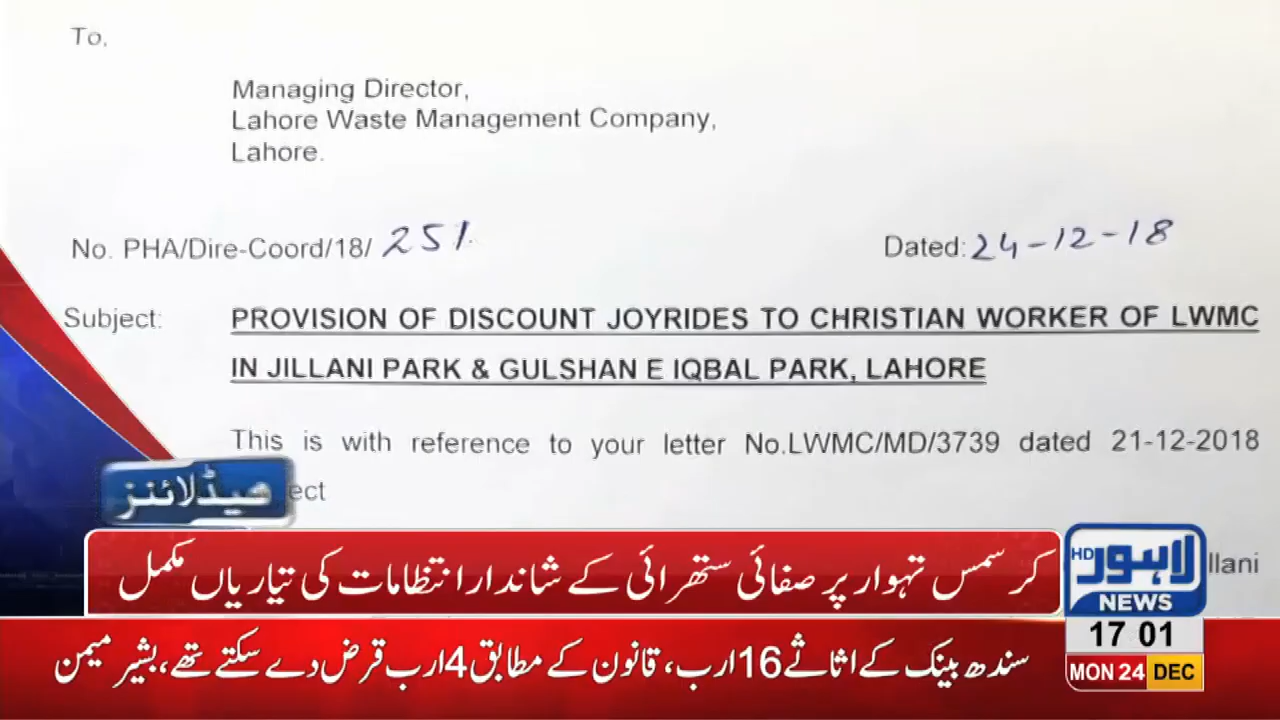 To,
Managing Director,
Lahore Waste Management Company,
Lahore.
No. PHA/Dire-Coord/18/ 251.
Dated: 24-12-18
Subject: PROVISION OF DISCOUNT JOYRIDES TO CHRISTIAN WORKER OF LWMC
IN JILLANI PARK & GULSHAN E IQBAL PARK, LAHORE
This is with reference to your letter No.LWMC/MD/3739 dated 21-12-2018
ect
llani
ہیڈلائنز
کرسمس تہوار پر صفائی ستھرائی کے شاندار انتظامات کی تیاریاں مکمل
HD لاہور
NEWS
17 01
MON 24 DEC
سندھ بینک کے اثاثے 16 ارب، قانون کے مطابق 4 ارب قرض دے سکتے تھے، بشیر میمن